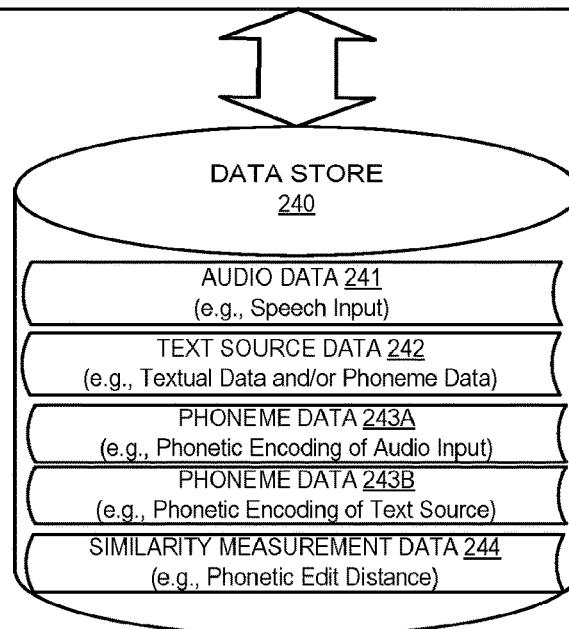 DATA STORE
240
AUDIO DATA 241
(e.g., Speech Input)
TEXT SOURCE DATA 242
(e.g., Textual Data and/or Phoneme Data)
PHONEME DATA 243A
(e.g., Phonetic Encoding of Audio Input)
PHONEME DATA 243B
(e.g., Phonetic Encoding of Text Source)
SIMILARITY MEASUREMENT DATA 244
(e.g., Phonetic Edit Distance)